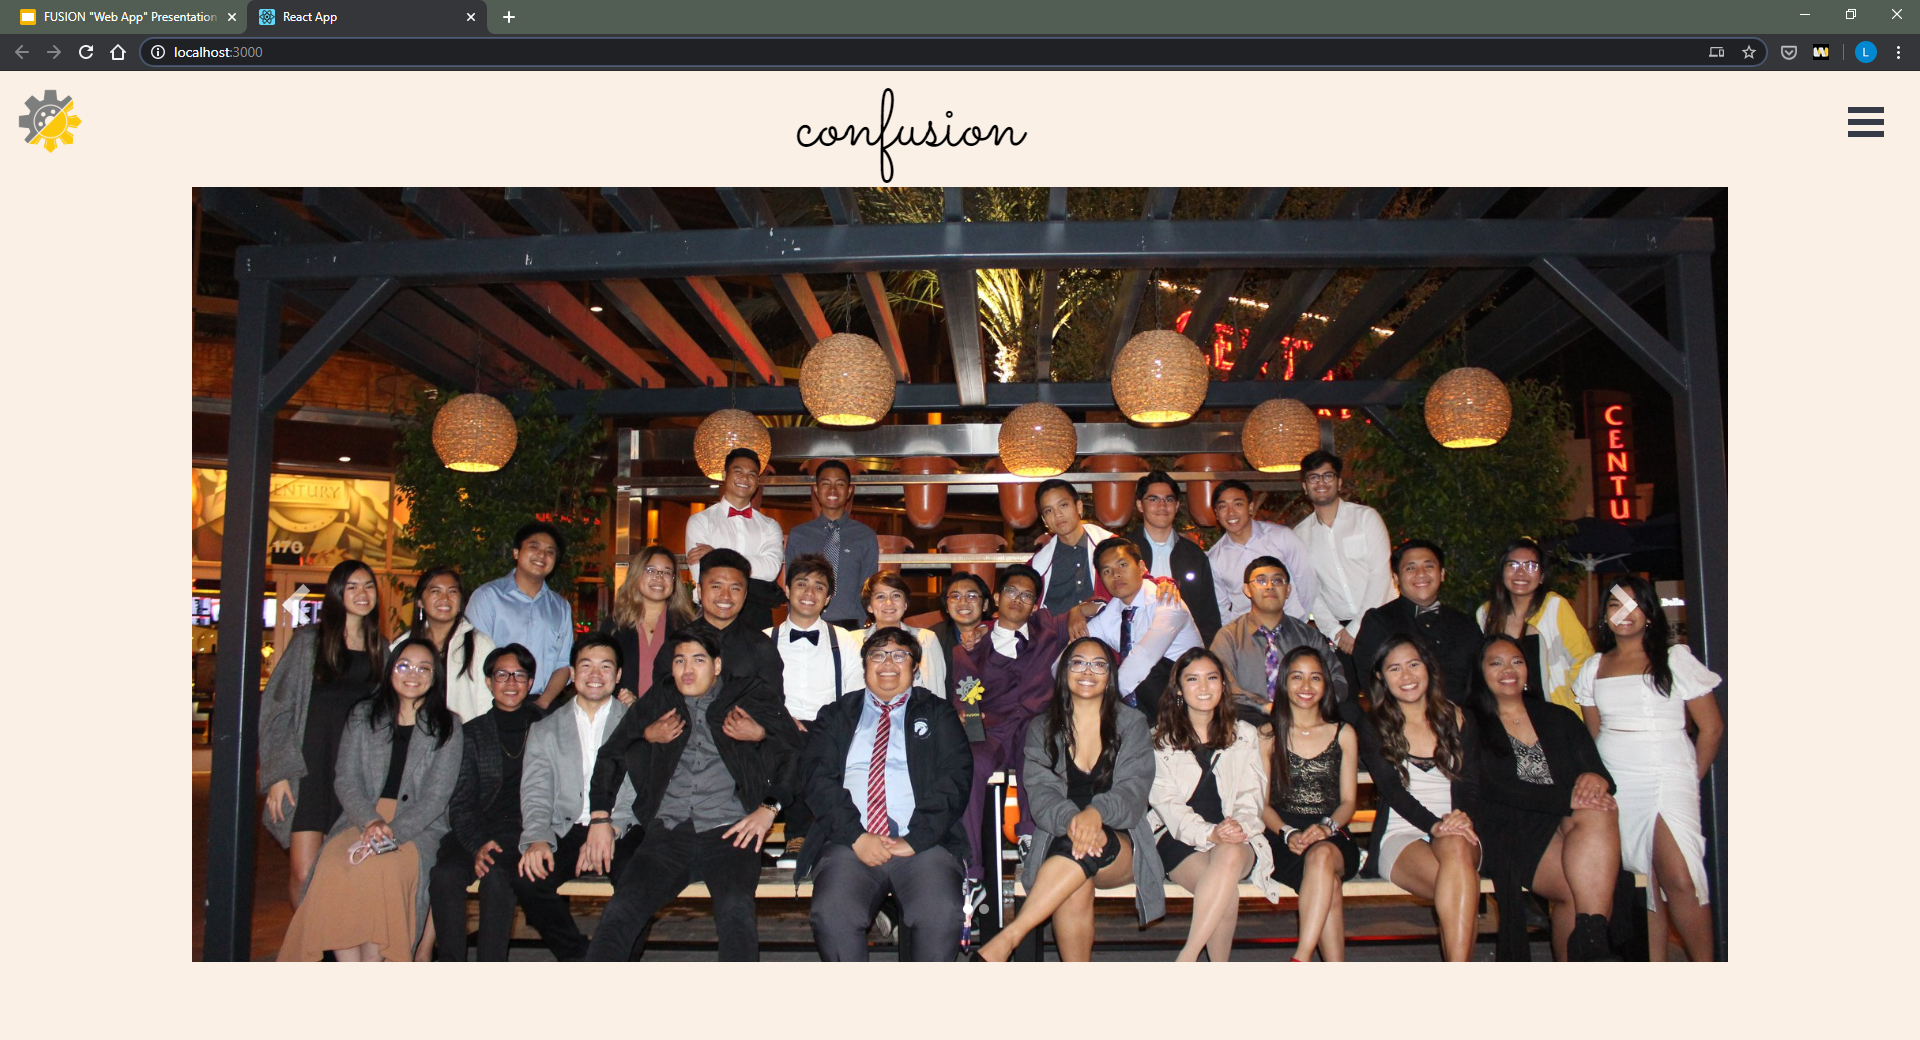 FUSION "Web App" Presentation
React App
localhost:3000
L
confusion
CENTURY
170
CENTU